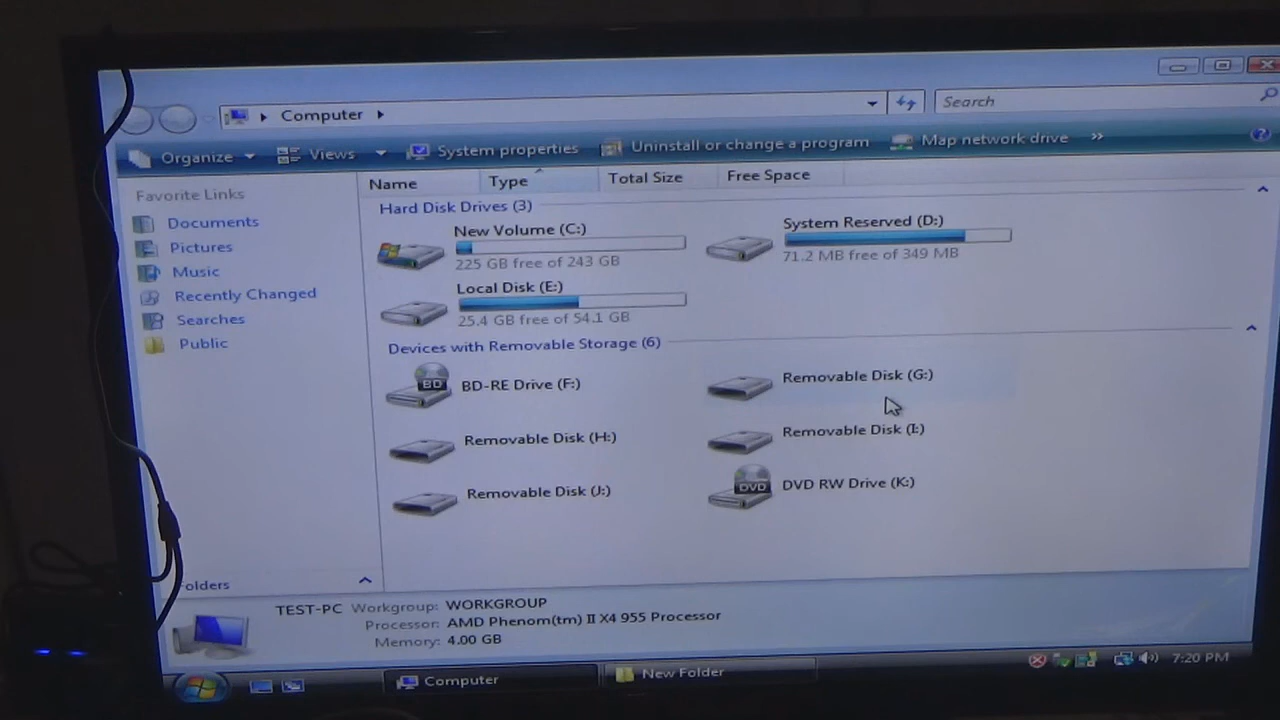 Computer
Search
Organize Views System properties Uninstall or change a program Map network drive »
Favorite Links
Documents
Pictures
Music
Recently Changed
Searches
Public
Folders
Name Type Total Size Free Space
Hard Disk Drives (3)
New Volume (C:)
225 GB free of 243 GB
System Reserved (D:)
71.2 MB free of 349 MB
Local Disk (E:)
25.4 GB free of 54.1 GB
Devices with Removable Storage (6)
BD
BD-RE Drive (F:)
Removable Disk (G:)
Removable Disk (H:)
Removable Disk (I:)
Removable Disk (J:)
DVD
DVD RW Drive (K:)
TEST-PC Workgroup: WORKGROUP
Processor: AMD Phenom(tm) II X4 955 Processor
Memory: 4.00 GB
Computer New Folder 7:20 PM